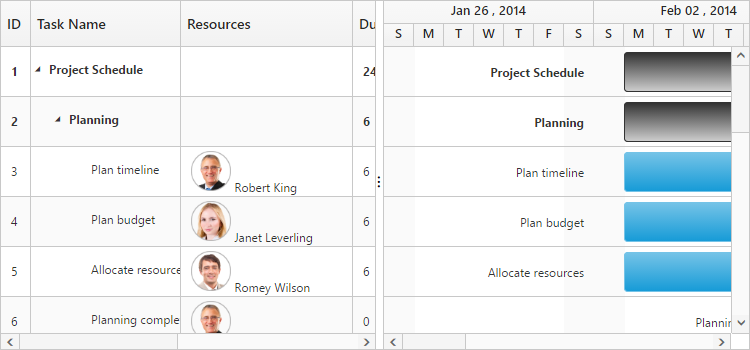 ID Task Name Resources Du
Jan 26 , 2014 Feb 02 , 2014
S M T W T F S S M T W T
1 Project Schedule 24 Project Schedule
2 Planning 6 Planning
3 Plan timeline Robert King 6 Plan timeline
4 Plan budget Janet Leverling 6 Plan budget
5 Allocate resource Romey Wilson 6 Allocate resources
6 Planning comple 0 Plannin